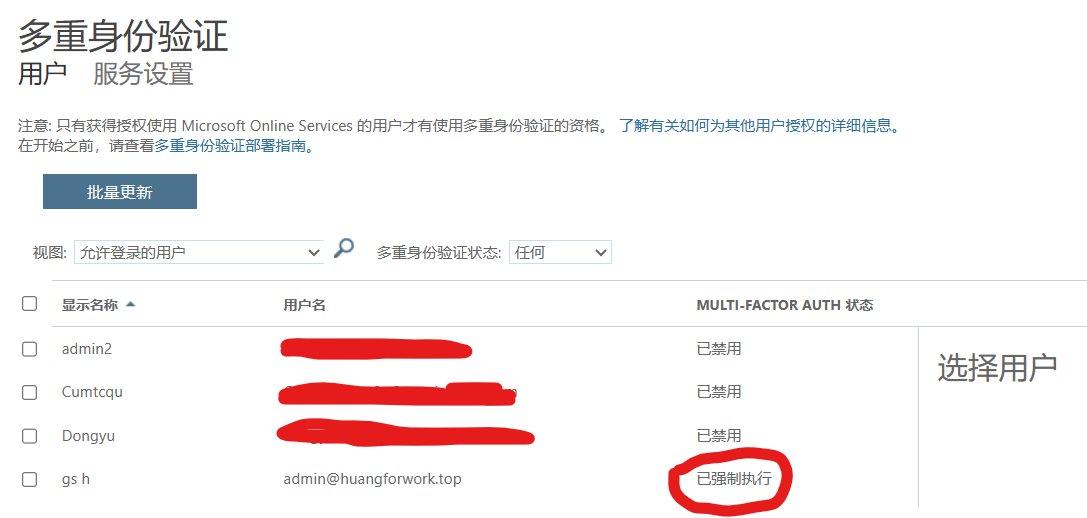 多重身份验证
用户 服务设置
注意: 只有获得授权使用 Microsoft Online Services 的用户才有使用多重身份验证的资格。 了解有关如何为其他用户授权的详细信息。
在开始之前，请查看多重身份验证部署指南。
批量更新
视图: 允许登录的用户 多重身份验证状态: 任何
显示名称 用户名 MULTI-FACTOR AUTH 状态
admin2 已禁用
选择用户
Cumtcqu 已禁用
Dongyu 已禁用
gs h admin@huangforwork.top 已强制执行